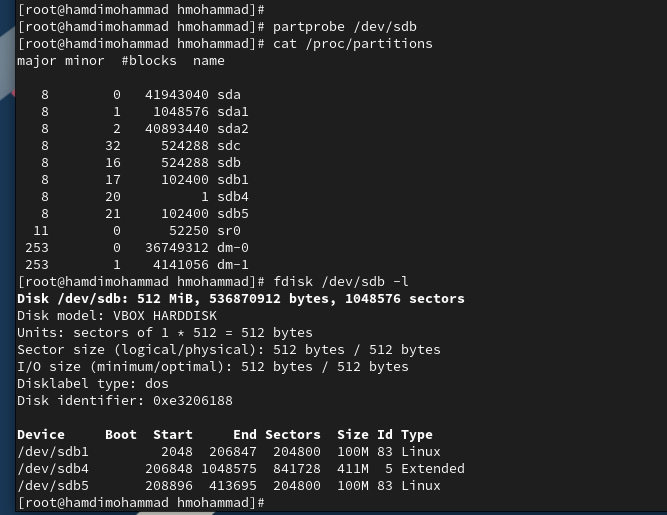 [root@hamdimohammad hmohammad]#
[root@hamdimohammad hmohammad]# partprobe /dev/sdb
[root@hamdimohammad hmohammad]# cat /proc/partitions
major minor  #blocks  name

   8        0   41943040 sda
   8        1    1048576 sda1
   8        2   40893440 sda2
   8       32     524288 sdc
   8       16     524288 sdb
   8       17     102400 sdb1
   8       20          1 sdb4
   8       21     102400 sdb5
  11        0      52250 sr0
 253        0   36749312 dm-0
 253        1    4141056 dm-1
[root@hamdimohammad hmohammad]# fdisk /dev/sdb -l
Disk /dev/sdb: 512 MiB, 536870912 bytes, 1048576 sectors
Disk model: VBOX HARDDISK
Units: sectors of 1 * 512 = 512 bytes
Sector size (logical/physical): 512 bytes / 512 bytes
I/O size (minimum/optimal): 512 bytes / 512 bytes
Disklabel type: dos
Disk identifier: 0xe3206188

Device     Boot  Start     End Sectors  Size Id Type
/dev/sdb1         2048  206847  204800  100M 83 Linux
/dev/sdb4       206848 1048575  841728  411M  5 Extended
/dev/sdb5       208896  413695  204800  100M 83 Linux
[root@hamdimohammad hmohammad]#